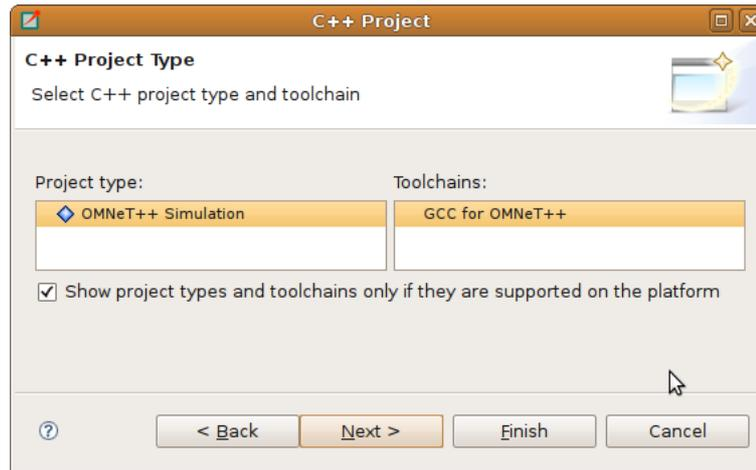 C++ Project
C++ Project Type
Select C++ project type and toolchain
Project type:
Toolchains:
OMNeT++ Simulation
GCC for OMNeT++
Show project types and toolchains only if they are supported on the platform
?
< Back
Next >
Finish
Cancel